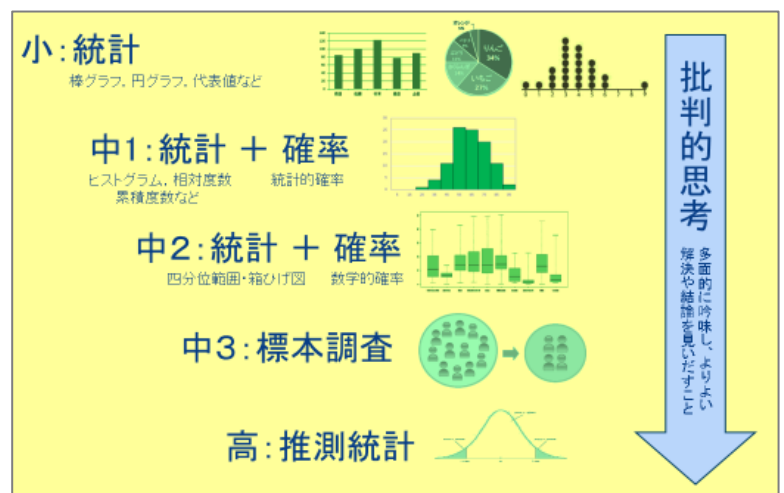 小：統計
棒グラフ，円グラフ，代表値など
りんご
34%
いちご
27%
中1：統計 ＋ 確率
ヒストグラム，相対度数
累積度数など
統計的確率
中2：統計 ＋ 確率
四分位範囲・箱ひげ図
数学的確率
中3：標本調査
高：推測統計
批判的思考
多面的に吟味し、よりよい
解決や結論を見いだすこと